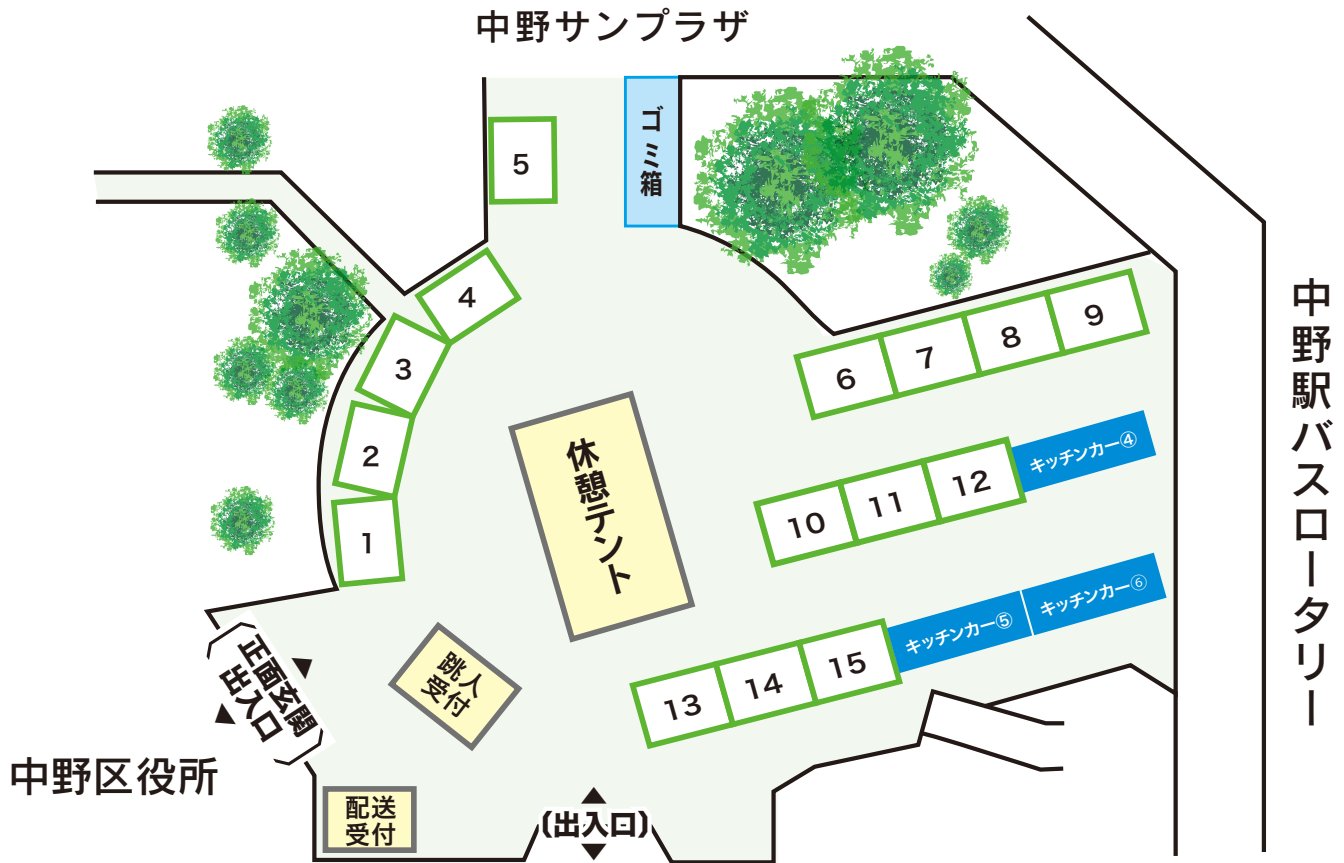 中野サンプラザ
ゴミ箱
5
4
3
2
1
6
7
8
9
中野駅バスロータリー
休憩テント
10
11
12
キッチンカー④
13
14
15
キッチンカー⑤
キッチンカー⑥
正面玄関
出入口
跳人
受付
中野区役所
配送
受付
(出入口)